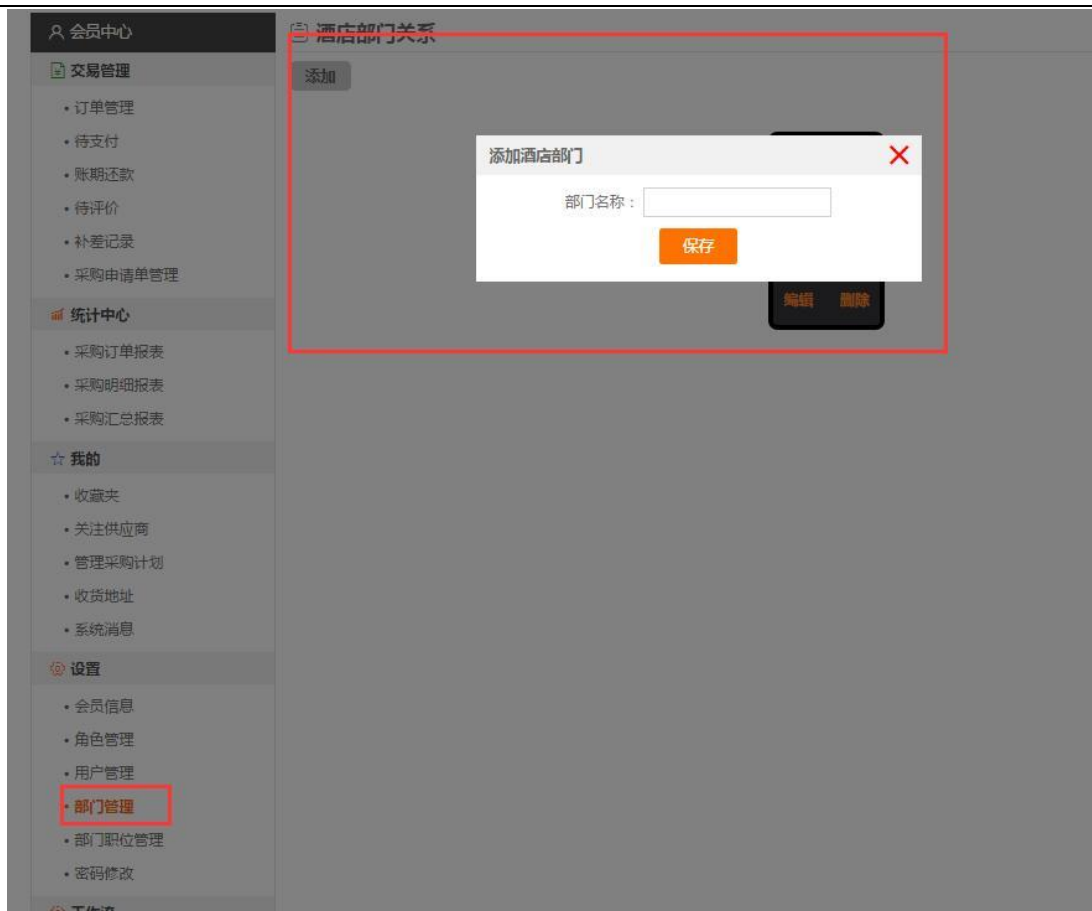 会员中心
交易管理
• 订单管理
• 待支付
• 账期还款
• 待评价
• 补差记录
• 采购申请单管理
统计中心
• 采购订单报表
• 采购明细报表
• 采购汇总报表
我的
• 收藏夹
• 关注供应商
• 管理采购计划
• 收货地址
• 系统消息
设置
• 会员信息
• 角色管理
• 用户管理
• 部门管理
• 部门职位管理
• 密码修改
工作流
酒店部门关系
添加
添加酒店部门
部门名称：
保存
编辑 删除